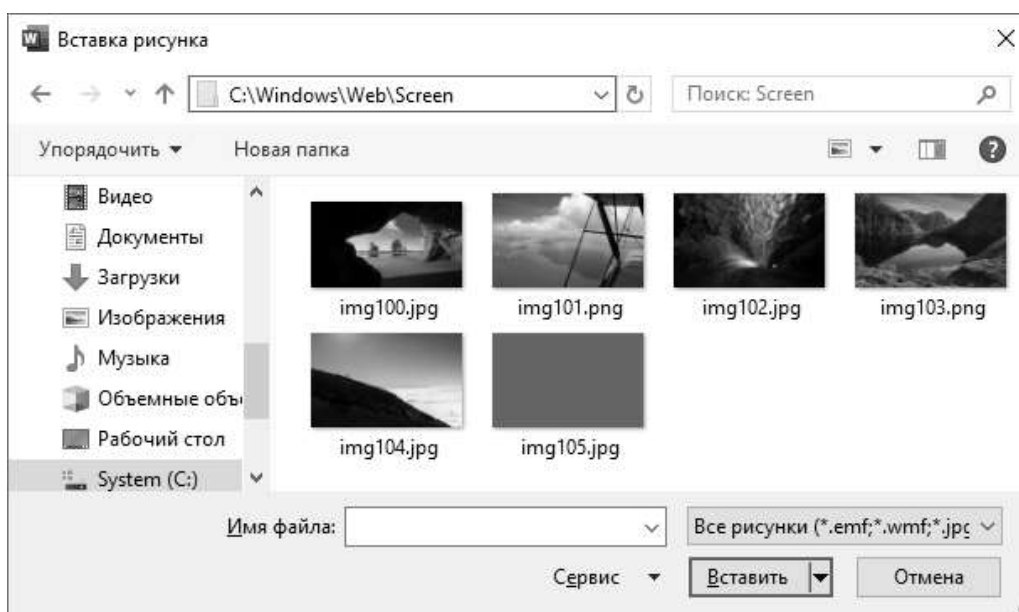 Вставка рисунка
C:\Windows\Web\Screen
Поиск: Screen
Упорядочить
Новая папка
Видео
Документы
Загрузки
Изображения
Музыка
Объемные объ
Рабочий стол
System (C:)
img100.jpg
img101.png
img102.jpg
img103.png
img104.jpg
img105.jpg
Имя файла:
Все рисунки (*.emf;*.wmf;*.jpg
Сервис
Вставить
Отмена